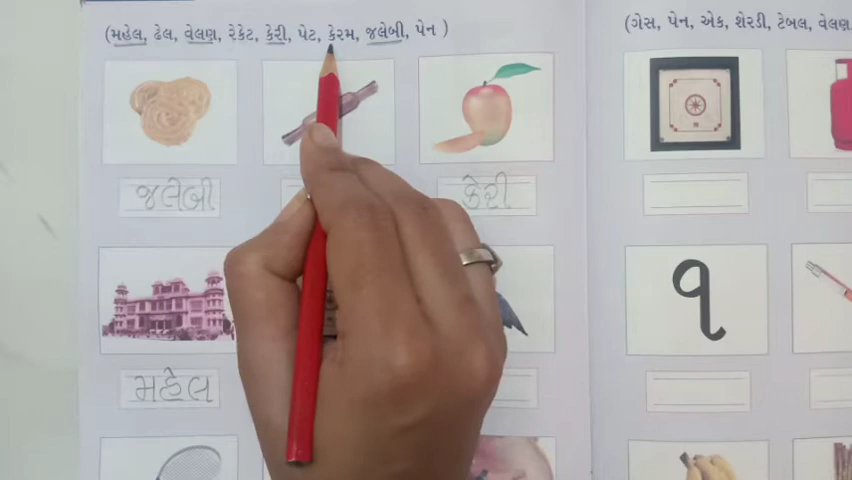 (મહેલ, ઢેલ, વેલણ, રેકેટ, કેરી, પેટ, કેરમ, જલેબી, પેન )
(ગેસ, પેન, એક, શેરડી, ટેબલ, વેલણ
જલેબી
કેરી
મહેલ
૧